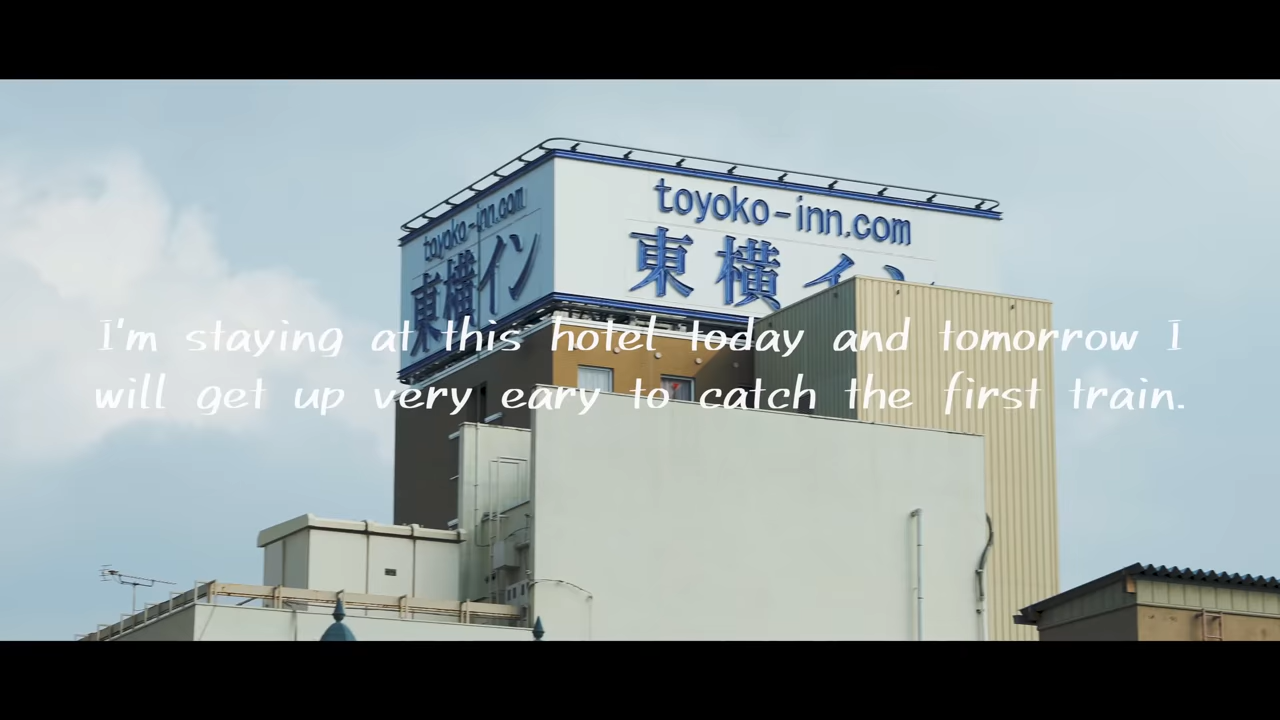 toyoko-inn.com
東横イン
toyoko-inn.com
東横イン
I'm staying at this hotel today and tomorrow I
will get up very eary to catch the first train.